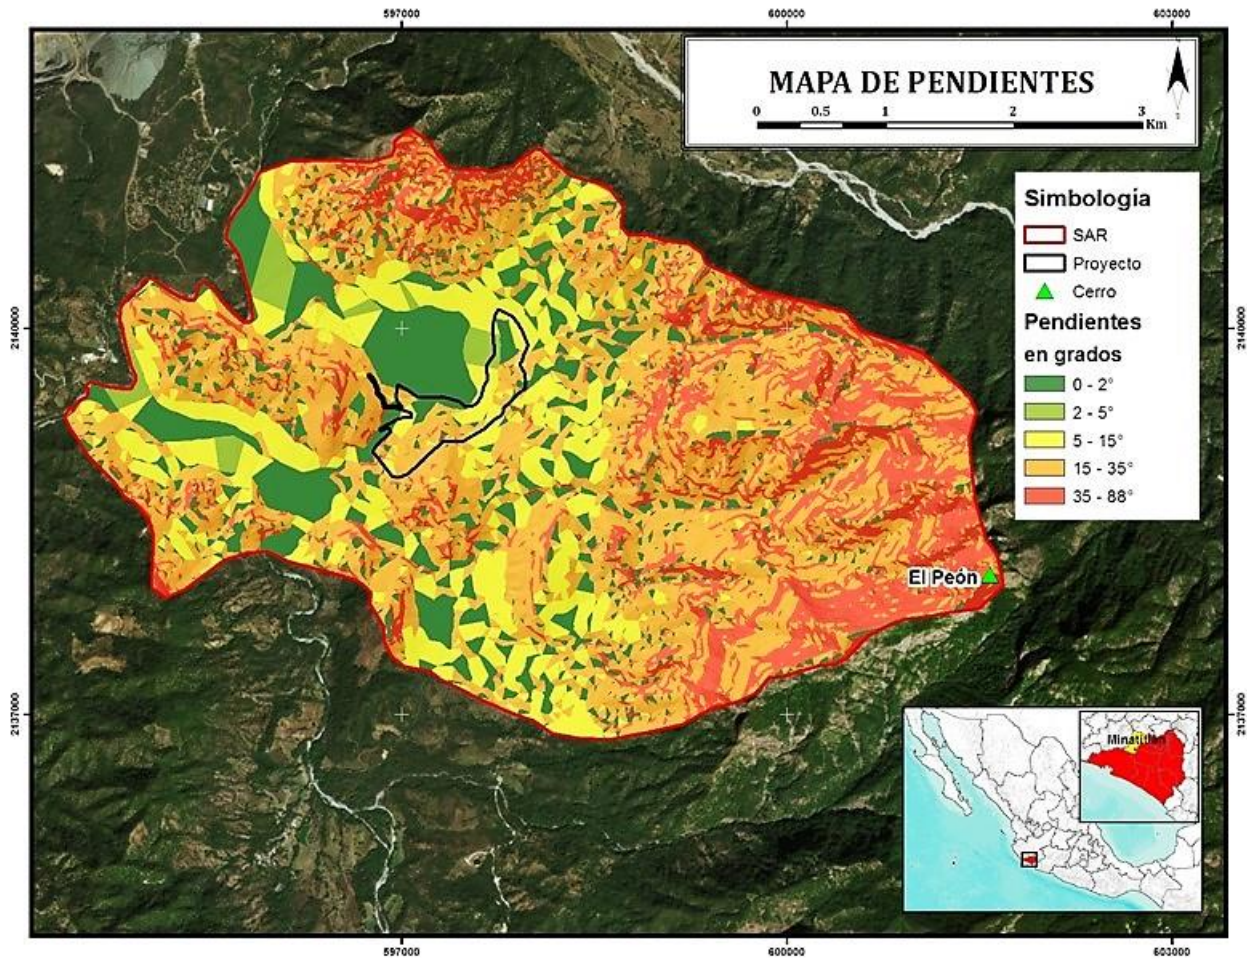 597000
600000
603000
MAPA DE PENDIENTES
0 0.5 1 2 3
Km
Simbología
SAR
Proyecto
Cerro
Pendientes
en grados
0 - 2°
2 - 5°
5 - 15°
15 - 35°
35 - 88°
2140000
2140000
El Peón
2137000
2137000
Minatitlán
597000
600000
603000